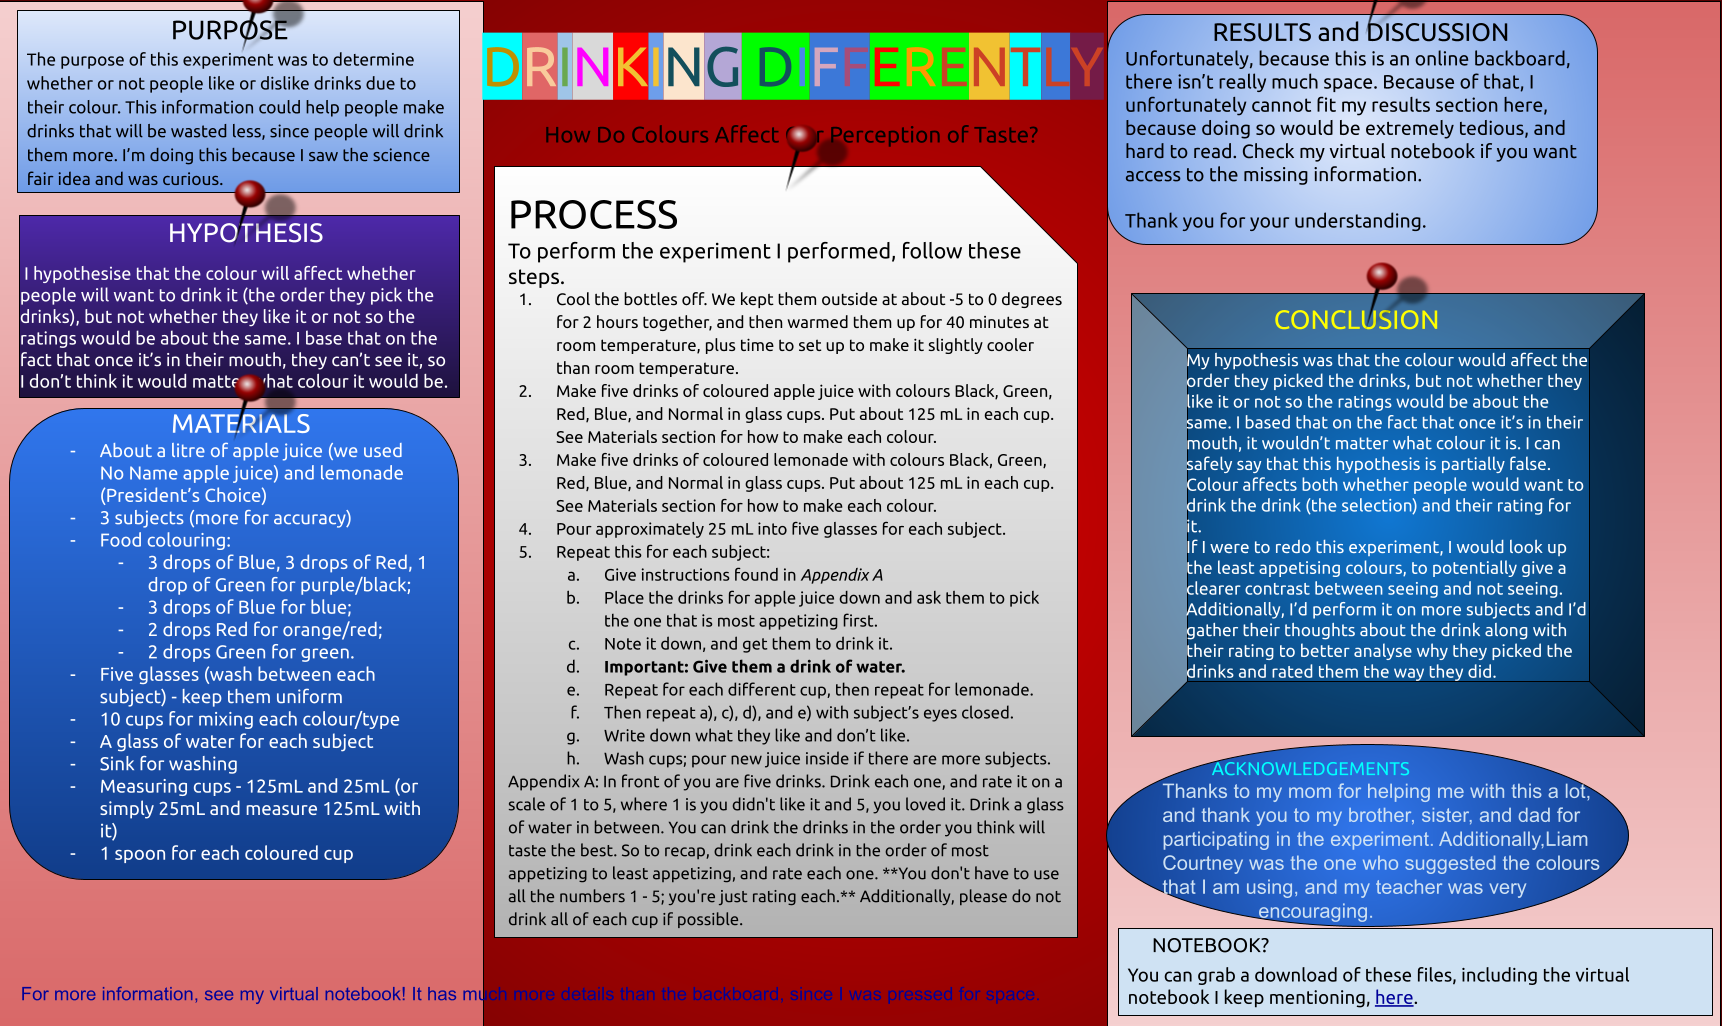 PURPOSE
The purpose of this experiment was to determine
whether or not people like or dislike drinks due to
their colour. This information could help people make
drinks that will be wasted less, since people will drink
them more. I’m doing this because I saw the science
fair idea and was curious.
HYPOTHESIS
I hypothesise that the colour will affect whether
people will want to drink it (the order they pick the
drinks), but not whether they like it or not so the
ratings would be about the same. I base that on the
fact that once it’s in their mouth, they can’t see it, so
I don’t think it would matter what colour it would be.
MATERIALS
- About a litre of apple juice (we used
No Name apple juice) and lemonade
(President’s Choice)
- 3 subjects (more for accuracy)
- Food colouring:
- 3 drops of Blue, 3 drops of Red, 1
drop of Green for purple/black;
- 3 drops of Blue for blue;
- 2 drops Red for orange/red;
- 2 drops Green for green.
- Five glasses (wash between each
subject) - keep them uniform
- 10 cups for mixing each colour/type
- A glass of water for each subject
- Sink for washing
- Measuring cups - 125mL and 25mL (or
simply 25mL and measure 125mL with
it)
- 1 spoon for each coloured cup
DRINKING DIFFERENTLY
How Do Colours Affect Our Perception of Taste?
PROCESS
To perform the experiment I performed, follow these
steps.
1. Cool the bottles off. We kept them outside at about -5 to 0 degrees
for 2 hours together, and then warmed them up for 40 minutes at
room temperature, plus time to set up to make it slightly cooler
than room temperature.
2. Make five drinks of coloured apple juice with colours Black, Green,
Red, Blue, and Normal in glass cups. Put about 125 mL in each cup.
See Materials section for how to make each colour.
3. Make five drinks of coloured lemonade with colours Black, Green,
Red, Blue, and Normal in glass cups. Put about 125 mL in each cup.
See Materials section for how to make each colour.
4. Pour approximately 25 mL into five glasses for each subject.
5. Repeat this for each subject:
a. Give instructions found in Appendix A
b. Place the drinks for apple juice down and ask them to pick
the one that is most appetizing first.
c. Note it down, and get them to drink it.
d. Important: Give them a drink of water.
e. Repeat for each different cup, then repeat for lemonade.
f. Then repeat a), c), d), and e) with subject’s eyes closed.
g. Write down what they like and don’t like.
h. Wash cups; pour new juice inside if there are more subjects.
Appendix A: In front of you are five drinks. Drink each one, and rate it on a
scale of 1 to 5, where 1 is you didn't like it and 5, you loved it. Drink a glass
of water in between. You can drink the drinks in the order you think will
taste the best. So to recap, drink each drink in the order of most
appetizing to least appetizing, and rate each one. **You don't have to use
all the numbers 1 - 5; you're just rating each.** Additionally, please do not
drink all of each cup if possible.
RESULTS and DISCUSSION
Unfortunately, because this is an online backboard,
there isn’t really much space. Because of that, I
unfortunately cannot fit my results section here,
because doing so would be extremely tedious, and
hard to read. Check my virtual notebook if you want
access to the missing information.
Thank you for your understanding.
CONCLUSION
My hypothesis was that the colour would affect the
order they picked the drinks, but not whether they
like it or not so the ratings would be about the
same. I based that on the fact that once it’s in their
mouth, it wouldn’t matter what colour it is. I can
safely say that this hypothesis is partially false.
Colour affects both whether people would want to
drink the drink (the selection) and their rating for
it.
If I were to redo this experiment, I would look up
the least appetising colours, to potentially give a
clearer contrast between seeing and not seeing.
Additionally, I’d perform it on more subjects and I’d
gather their thoughts about the drink along with
their rating to better analyse why they picked the
drinks and rated them the way they did.
ACKNOWLEDGEMENTS
Thanks to my mom for helping me with this a lot,
and thank you to my brother, sister, and dad for
participating in the experiment. Additionally,Liam
Courtney was the one who suggested the colours
that I am using, and my teacher was very
encouraging.
NOTEBOOK?
You can grab a download of these files, including the virtual
notebook I keep mentioning, here.
For more information, see my virtual notebook! It has much more details than the backboard, since I was pressed for space.